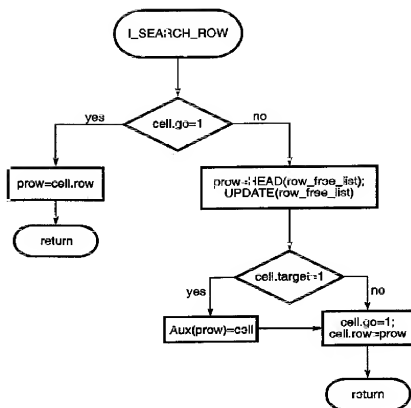 I_SEARCH_ROW
cell.go=1
yes
no
prow=cell.row
return
prow=HEAD(row_free_list);
UPDATE(row_free_list)
cell.target=1
yes
no
Aux(prow)=cell
cell.go=1;
cell.row=prow
return